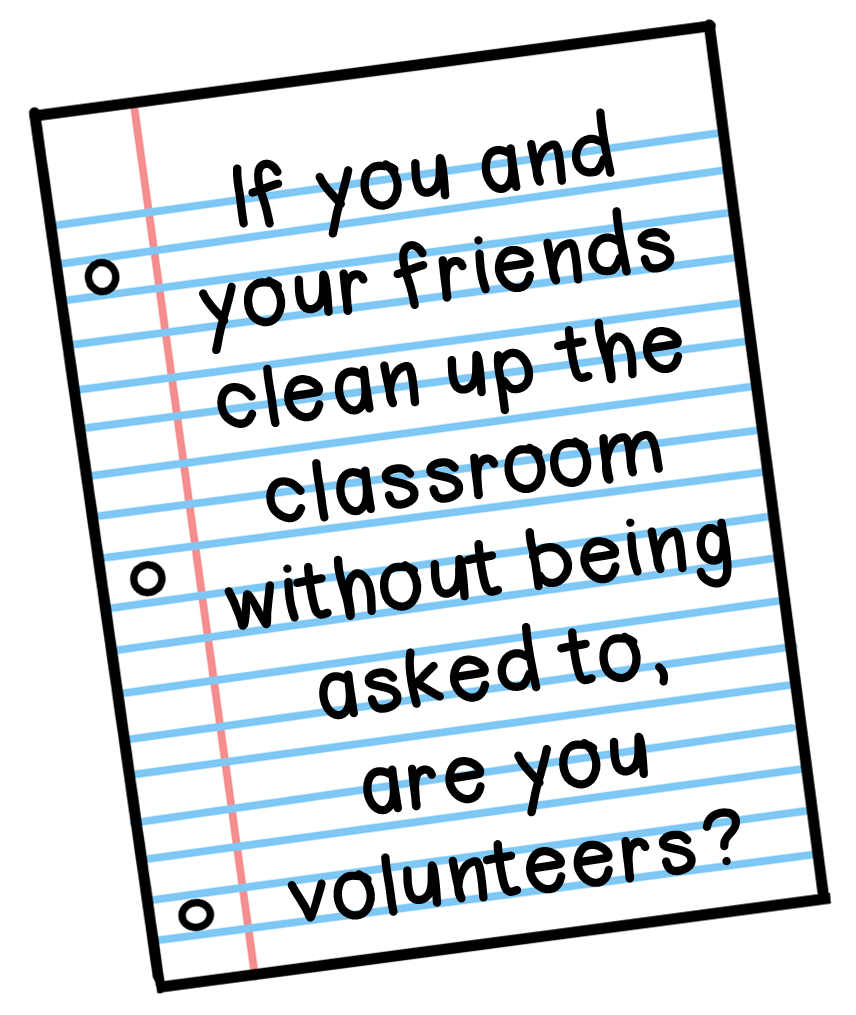 If you and
your friends
clean up the
classroom
without being
asked to,
are you
volunteers?